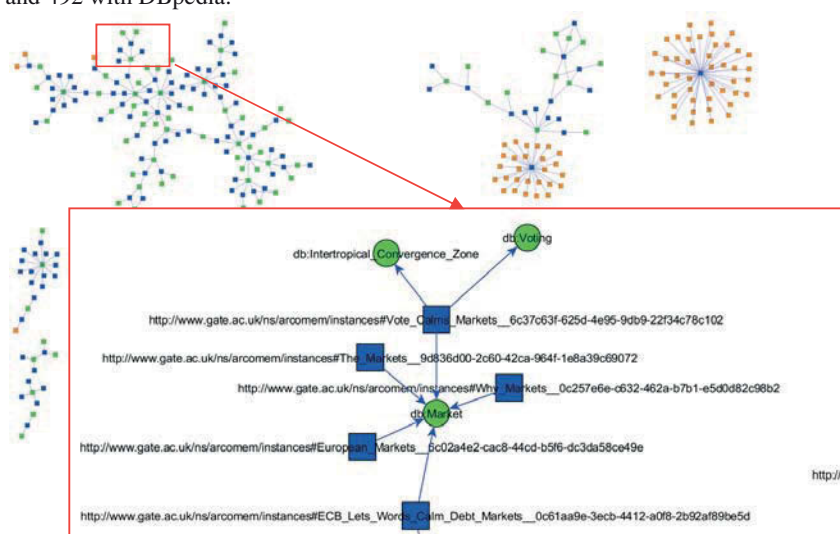 and 492 with DBpedia.
db:Voting
db:Intertropical_Convergence_Zone
http://www.gate.ac.uk/ns/arcomem/instances#Vote_Calms_Markets__6c37c63f-625d-4e95-9db9-22f34c78c102
http://www.gate.ac.uk/ns/arcomem/instances#The_Markets__9d836d00-2c60-42ca-964f-1e8a39c69072
http://www.gate.ac.uk/ns/arcomem/instances#Why_Markets__0c257e6e-c632-462a-b7b1-e5d0d82c98b2
db:Market
http://www.gate.ac.uk/ns/arcomem/instances#European_Markets__6c02a4e2-cac8-44cd-b5f6-dc3da58ce49e
http://
http://www.gate.ac.uk/ns/arcomem/instances#ECB_Lets_Words_Calm_Debt_Markets__0c61aa9e-3ecb-4412-a0f8-2b92af89be5d